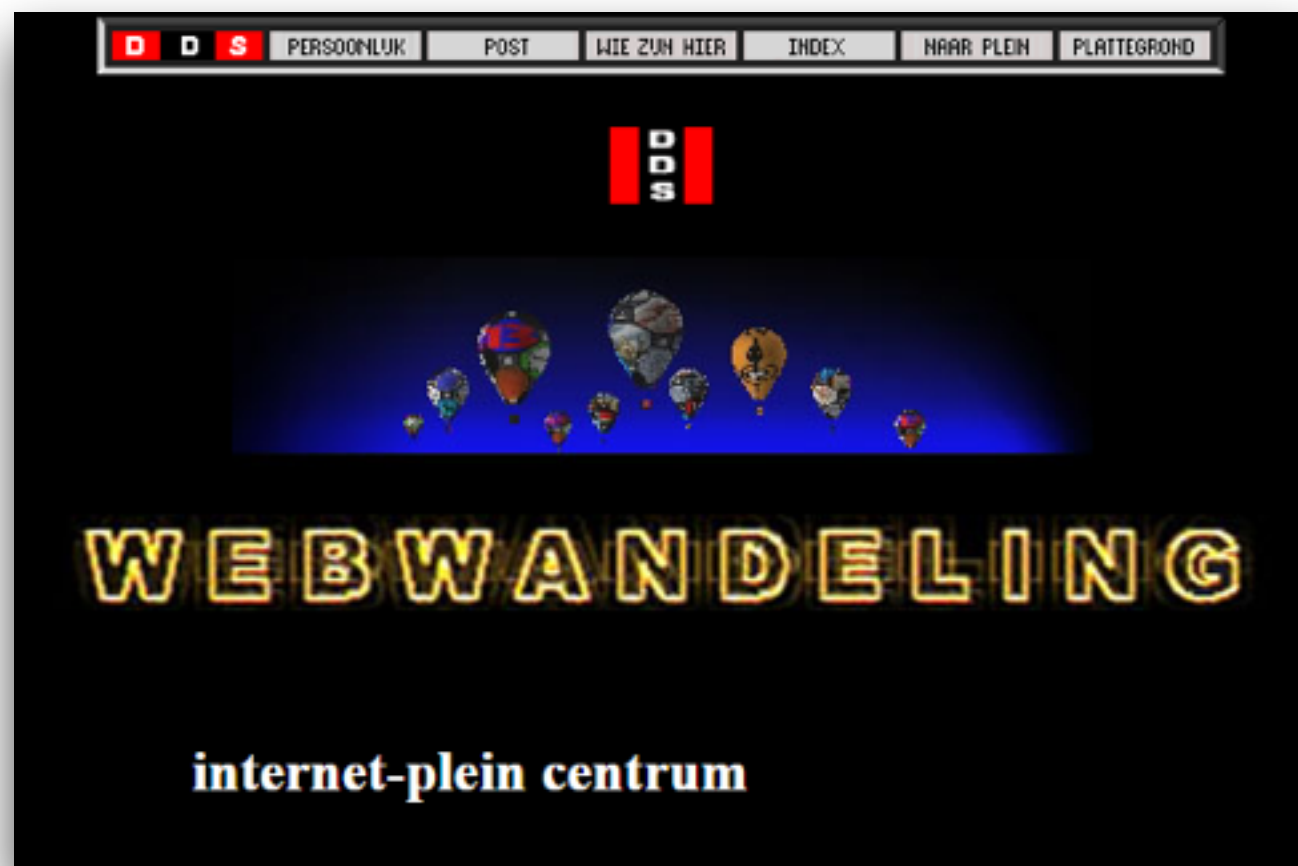 D D S PERSOONLIJK POST WIE ZIJN HIER INDEX NAAR PLEIN PLATTEGROND
D
D
S
WEBWANDELING
internet-plein centrum